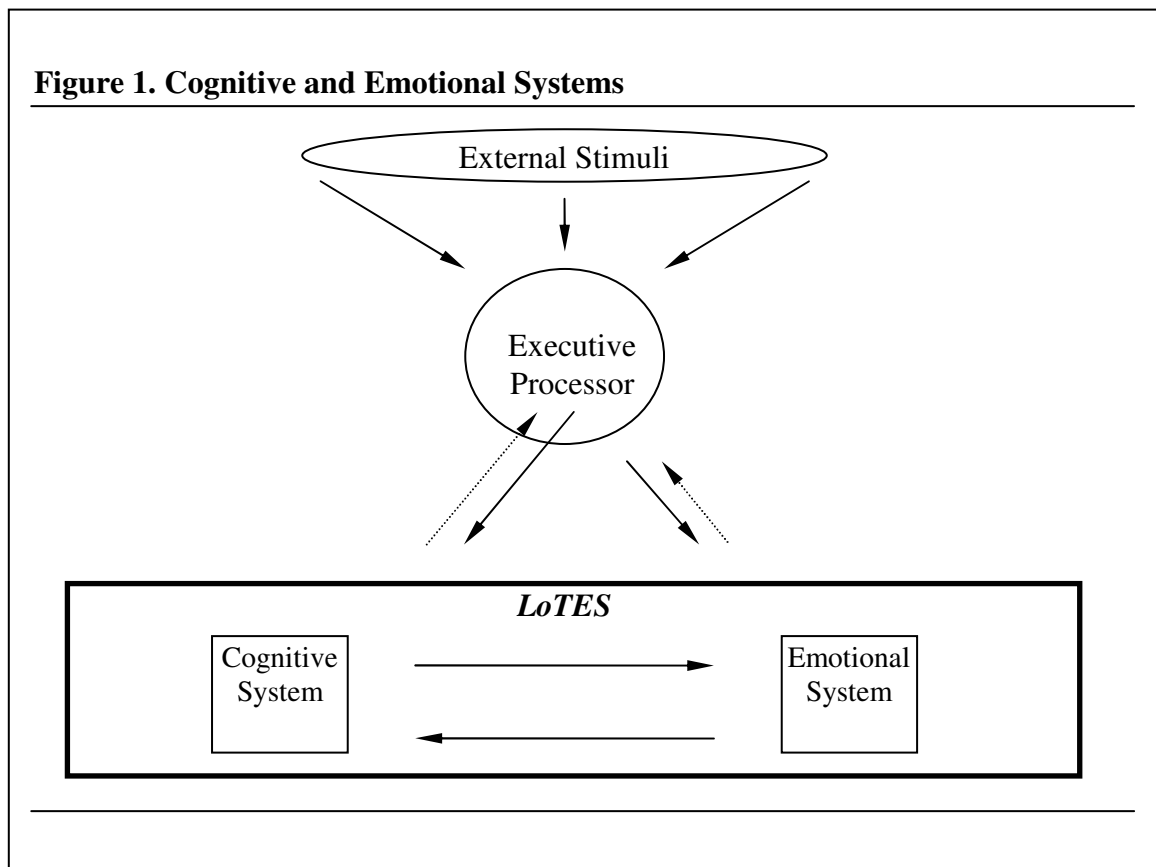 Figure 1. Cognitive and Emotional Systems
External Stimuli
Executive
Processor
LoTES
Cognitive
System
Emotional
System